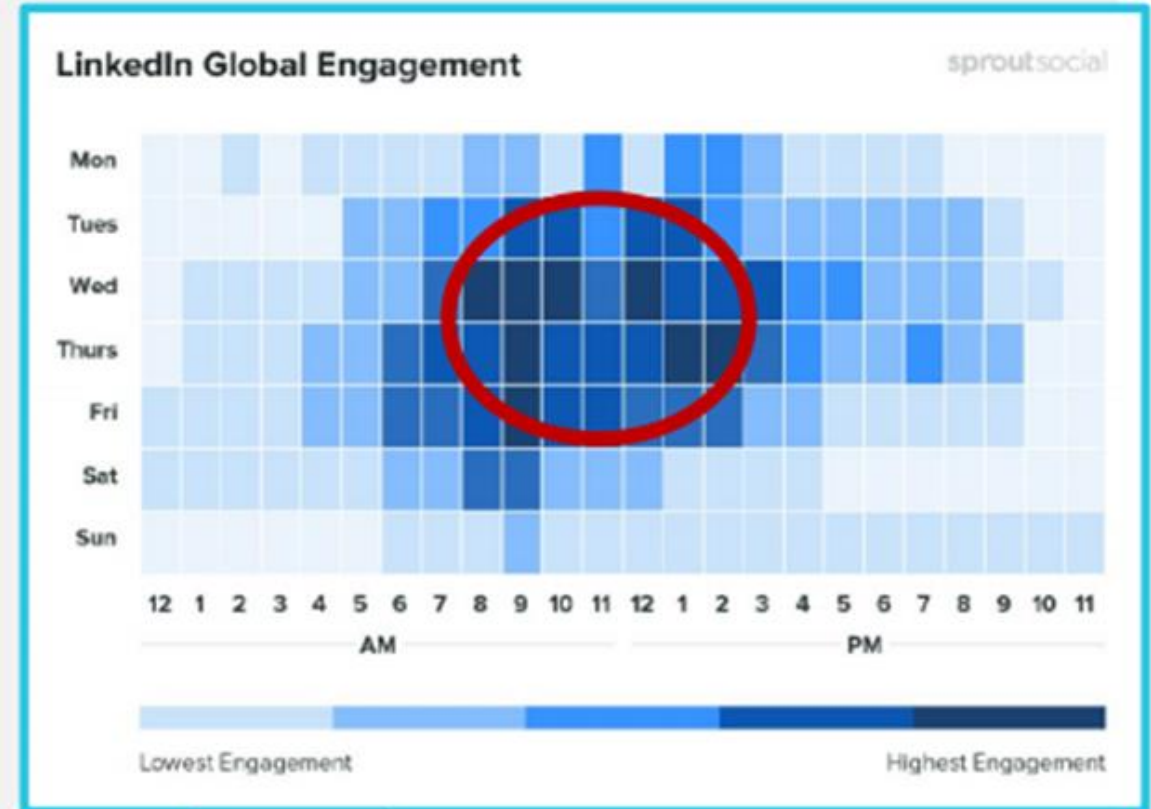 LinkedIn Global Engagement
sproutsocial
Mon
Tues
Wed
Thurs
Fri
Sat
Sun
12 1 2 3 4 5 6 7 8 9 10 11 12 1 2 3 4 5 6 7 8 9 10 11
AM PM
Lowest Engagement Highest Engagement